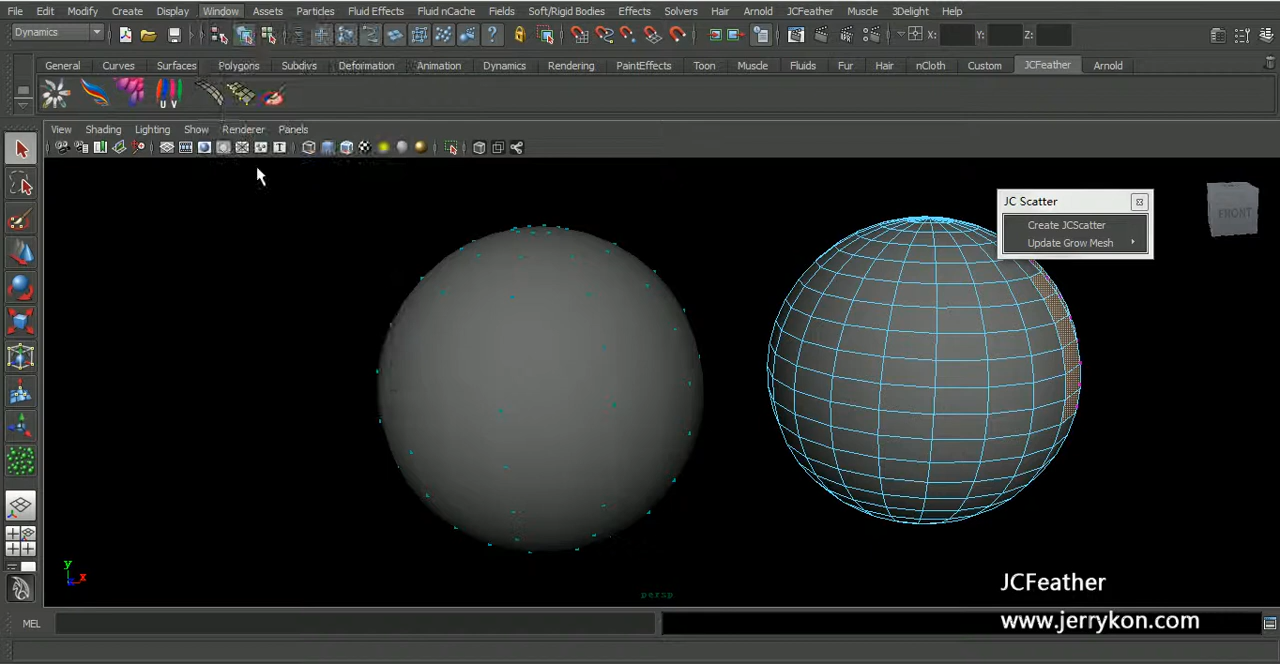 File Edit Modify Create Display Window Assets Particles Fluid Effects Fluid nCache Fields Soft/Rigid Bodies Effects Solvers Hair Arnold JCFeather Muscle 3Delight Help
Dynamics X: Y: Z:
General Curves Surfaces Polygons Subdivs Deformation Animation Dynamics Rendering PaintEffects Toon Muscle Fluids Fur Hair nCloth Custom JCFeather Arnold
U V
View Shading Lighting Show Renderer Panels
JC Scatter
Create JCScatter
Update Grow Mesh
FRONT
y
x
persp
JCFeather
www.jerrykon.com
MEL